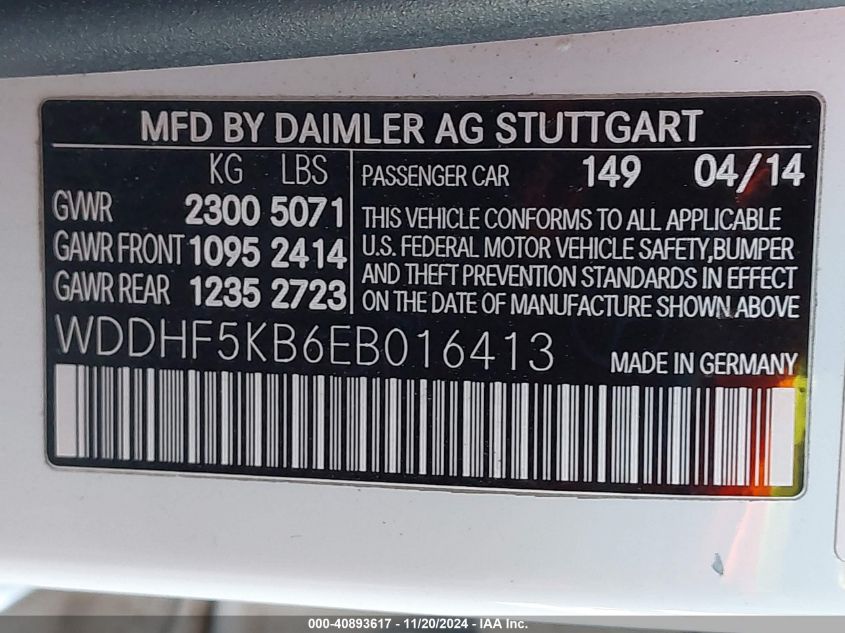 MFD BY DAIMLER AG STUTTGART
KG LBS
GVWR 2300 5071
GAWR FRONT 1095 2414
GAWR REAR 1235 2723
PASSENGER CAR 149 04/14
THIS VEHICLE CONFORMS TO ALL APPLICABLE
U.S. FEDERAL MOTOR VEHICLE SAFETY, BUMPER
AND THEFT PREVENTION STANDARDS IN EFFECT
ON THE DATE OF MANUFACTURE SHOWN ABOVE
WDDHF5KB6EB016413
MADE IN GERMANY
000-40893617 - 11/20/2024 - IAA Inc.